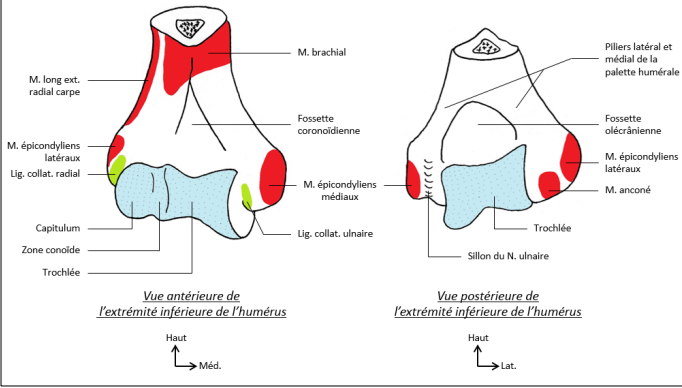 M. brachial
M. long ext.
radial carpe
Fossette
coronoïdienne
M. épicondyliens
latéraux
Lig. collat. radial
M. épicondyliens
médiaux
Lig. collat. ulnaire
Capitulum
Zone conoïde
Trochlée
Vue antérieure de
l'extrémité inférieure de l'humérus
Haut
Méd.
Piliers latéral et
médial de la
palette humérale
Fossette
olécrânienne
M. épicondyliens
latéraux
M. anconé
Trochlée
Sillon du N. ulnaire
Vue postérieure de
l'extrémité inférieure de l'humérus
Haut
Lat.